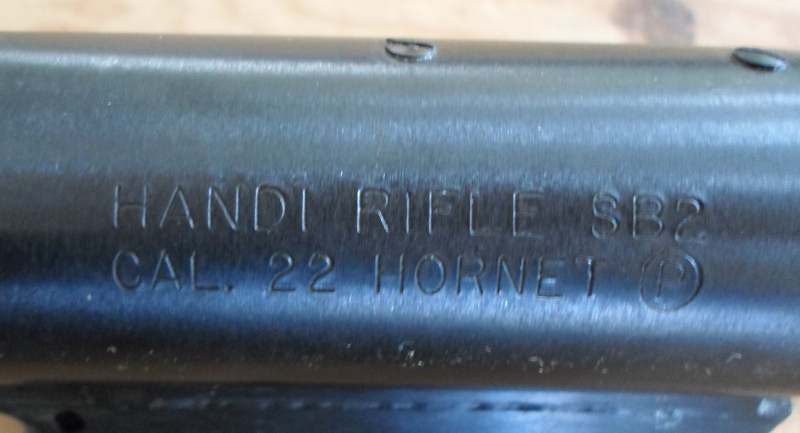 HANDI RIFLE SB2
CAL. 22 HORNET Ⓟ